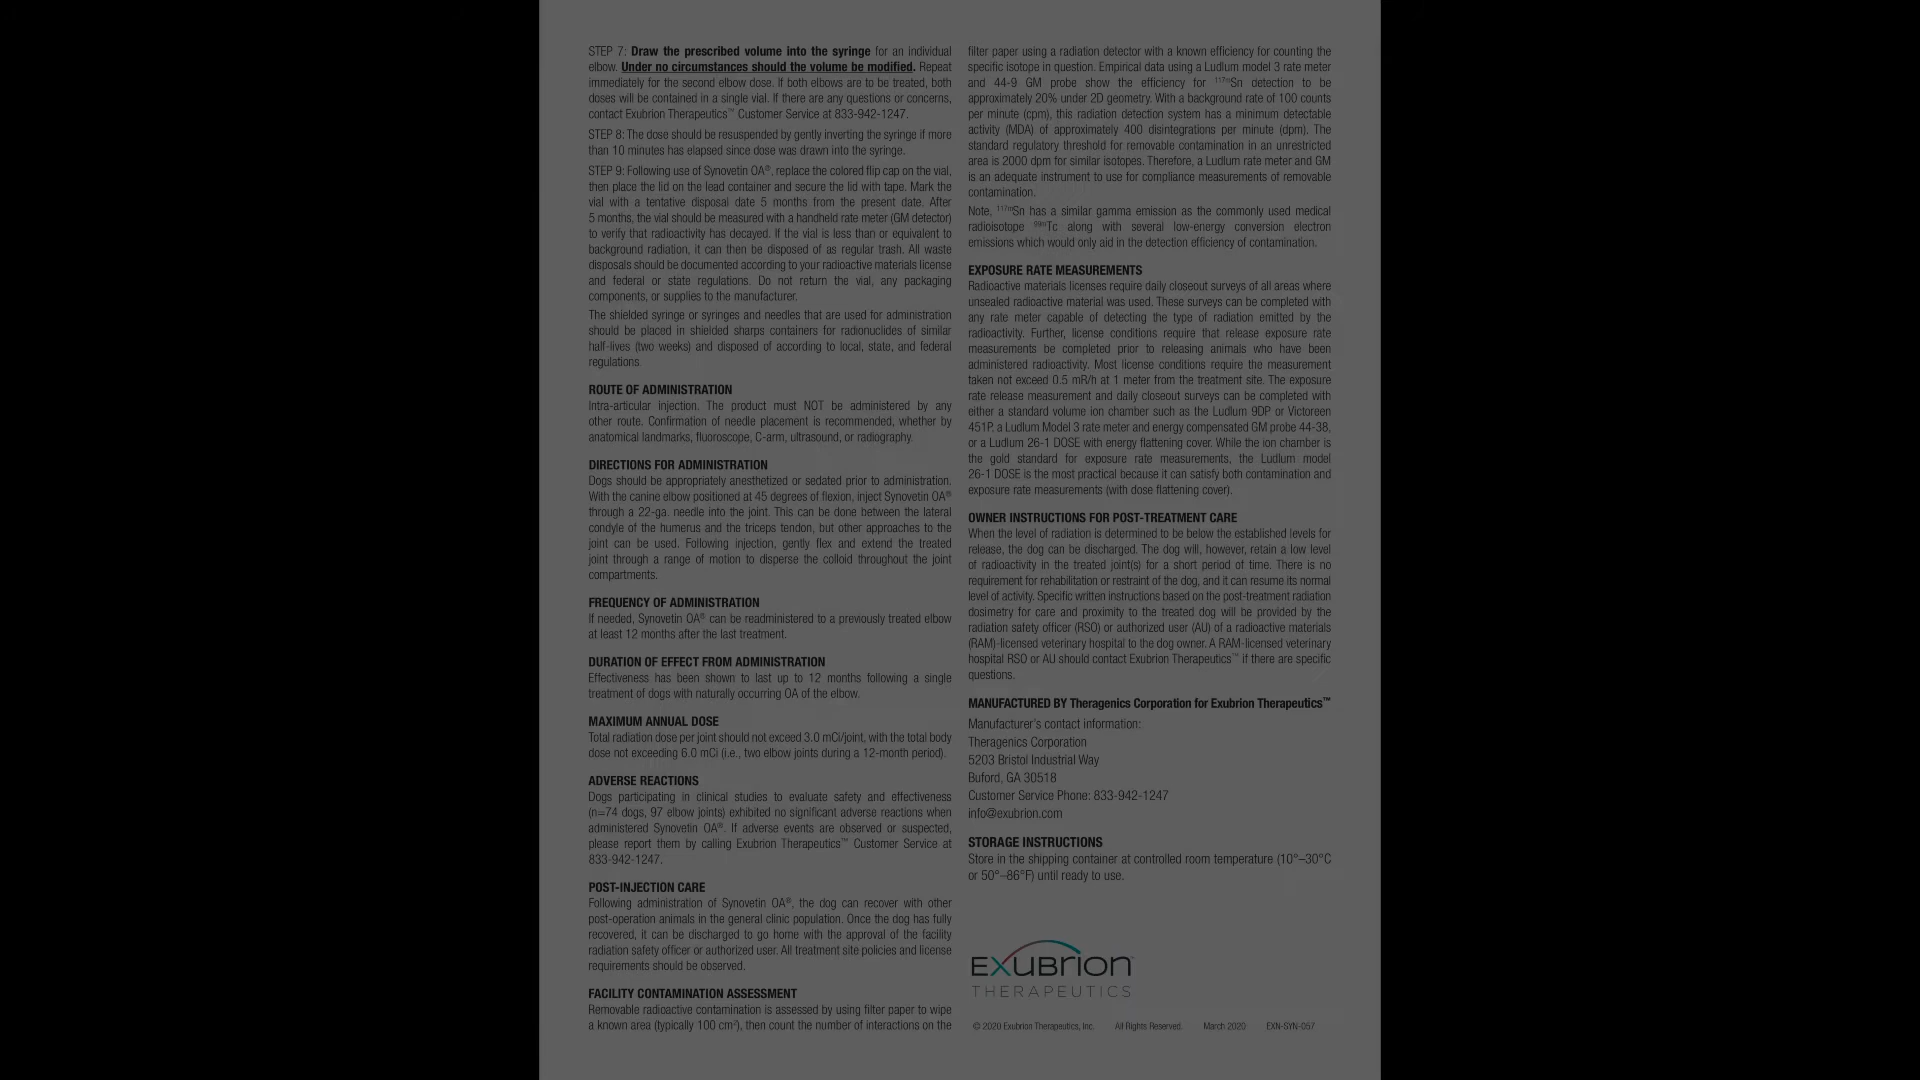 STEP 7: Draw the prescribed volume into the syringe for an individual
elbow. Under no circumstances should the volume be modified. Repeat
immediately for the second elbow dose. If both elbows are to be treated, both
doses will be contained in a single vial. If there are any questions or concerns,
contact Exubrion Therapeutics™ Customer Service at 833-942-1247.
STEP 8: The dose should be resuspended by gently inverting the syringe if more
than 10 minutes has elapsed since dose was drawn into the syringe.
STEP 9: Following use of Synovetin OA®, replace the colored flip cap on the vial,
then place the lid on the lead container and secure the lid with tape. Mark the
vial with a tentative disposal date 5 months from the present date. After
5 months, the vial should be measured with a handheld rate meter (GM detector)
to verify that radioactivity has decayed. If the vial is less than or equivalent to
background radiation, it can then be disposed of as regular trash. All waste
disposals should be documented according to your radioactive materials license
and federal or state regulations. Do not return the vial, any packaging
components, or supplies to the manufacturer.
The shielded syringe or syringes and needles that are used for administration
should be placed in shielded sharps containers for radionuclides of similar
half-lives (two weeks) and disposed of according to local, state, and federal
regulations.
ROUTE OF ADMINISTRATION
Intra-articular injection. The product must NOT be administered by any
other route. Confirmation of needle placement is recommended, whether by
anatomical landmarks, fluoroscope, C-arm, ultrasound, or radiography.
DIRECTIONS FOR ADMINISTRATION
Dogs should be appropriately anesthetized or sedated prior to administration.
With the canine elbow positioned at 45 degrees of flexion, inject Synovetin OA®
through a 22-ga. needle into the joint. This can be done between the lateral
condyle of the humerus and the triceps tendon, but other approaches to the
joint can be used. Following injection, gently flex and extend the treated
joint through a range of motion to disperse the colloid throughout the joint
compartments.
FREQUENCY OF ADMINISTRATION
If needed, Synovetin OA® can be readministered to a previously treated elbow
at least 12 months after the last treatment.
DURATION OF EFFECT FROM ADMINISTRATION
Effectiveness has been shown to last up to 12 months following a single
treatment of dogs with naturally occurring OA of the elbow.
MAXIMUM ANNUAL DOSE
Total radiation dose per joint should not exceed 3.0 mCi/joint, with the total body
dose not exceeding 6.0 mCi (i.e., two elbow joints during a 12-month period).
ADVERSE REACTIONS
Dogs participating in clinical studies to evaluate safety and effectiveness
(n=74 dogs, 97 elbow joints) exhibited no significant adverse reactions when
administered Synovetin OA®. If adverse events are observed or suspected,
please report them by calling Exubrion Therapeutics™ Customer Service at
833-942-1247.
POST-INJECTION CARE
Following administration of Synovetin OA®, the dog can recover with other
post-operation animals in the general clinic population. Once the dog has fully
recovered, it can be discharged to go home with the approval of the facility
radiation safety officer or authorized user. All treatment site policies and license
requirements should be observed.
FACILITY CONTAMINATION ASSESSMENT
Removable radioactive contamination is assessed by using filter paper to wipe
a known area (typically 100 cm²), then count the number of interactions on the
filter paper using a radiation detector with a known efficiency for counting the
specific isotope in question. Empirical data using a Ludlum model 3 rate meter
and 44-9 GM probe show the efficiency for ¹¹⁷ᵐSn detection to be
approximately 20% under 2D geometry. With a background rate of 100 counts
per minute (cpm), this radiation detection system has a minimum detectable
activity (MDA) of approximately 400 disintegrations per minute (dpm). The
standard regulatory threshold for removable contamination in an unrestricted
area is 2000 dpm for similar isotopes. Therefore, a Ludlum rate meter and GM
is an adequate instrument to use for compliance measurements of removable
contamination.
Note, ¹¹⁷ᵐSn has a similar gamma emission as the commonly used medical
radioisotope ⁹⁹ᵐTc along with several low-energy conversion electron
emissions which would only aid in the detection efficiency of contamination.
EXPOSURE RATE MEASUREMENTS
Radioactive materials licenses require daily closeout surveys of all areas where
unsealed radioactive material was used. These surveys can be completed with
any rate meter capable of detecting the type of radiation emitted by the
radioactivity. Further, license conditions require that release exposure rate
measurements be completed prior to releasing animals who have been
administered radioactivity. Most license conditions require the measurement
taken not exceed 0.5 mR/h at 1 meter from the treatment site. The exposure
rate release measurement and daily closeout surveys can be completed with
either a standard volume ion chamber such as the Ludlum 9DP or Victoreen
451P, a Ludlum Model 3 rate meter and energy compensated GM probe 44-38,
or a Ludlum 26-1 DOSE with energy flattening cover. While the ion chamber is
the gold standard for exposure rate measurements, the Ludlum model
26-1 DOSE is the most practical because it can satisfy both contamination and
exposure rate measurements (with dose flattening cover).
OWNER INSTRUCTIONS FOR POST-TREATMENT CARE
When the level of radiation is determined to be below the established levels for
release, the dog can be discharged. The dog will, however, retain a low level
of radioactivity in the treated joint(s) for a short period of time. There is no
requirement for rehabilitation or restraint of the dog, and it can resume its normal
level of activity. Specific written instructions based on the post-treatment radiation
dosimetry for care and proximity to the treated dog will be provided by the
radiation safety officer (RSO) or authorized user (AU) of a radioactive materials
(RAM)-licensed veterinary hospital to the dog owner. A RAM-licensed veterinary
hospital RSO or AU should contact Exubrion Therapeutics™ if there are specific
questions.
MANUFACTURED BY Theragenics Corporation for Exubrion Therapeutics™
Manufacturer's contact information:
Theragenics Corporation
5203 Bristol Industrial Way
Buford, GA 30518
Customer Service Phone: 833-942-1247
info@exubrion.com
STORAGE INSTRUCTIONS
Store in the shipping container at controlled room temperature (10°–30°C
or 50°–86°F) until ready to use.
EXUBRION
THERAPEUTICS
© 2020 Exubrion Therapeutics, Inc. All Rights Reserved. March 2020 EXN-SYN-057